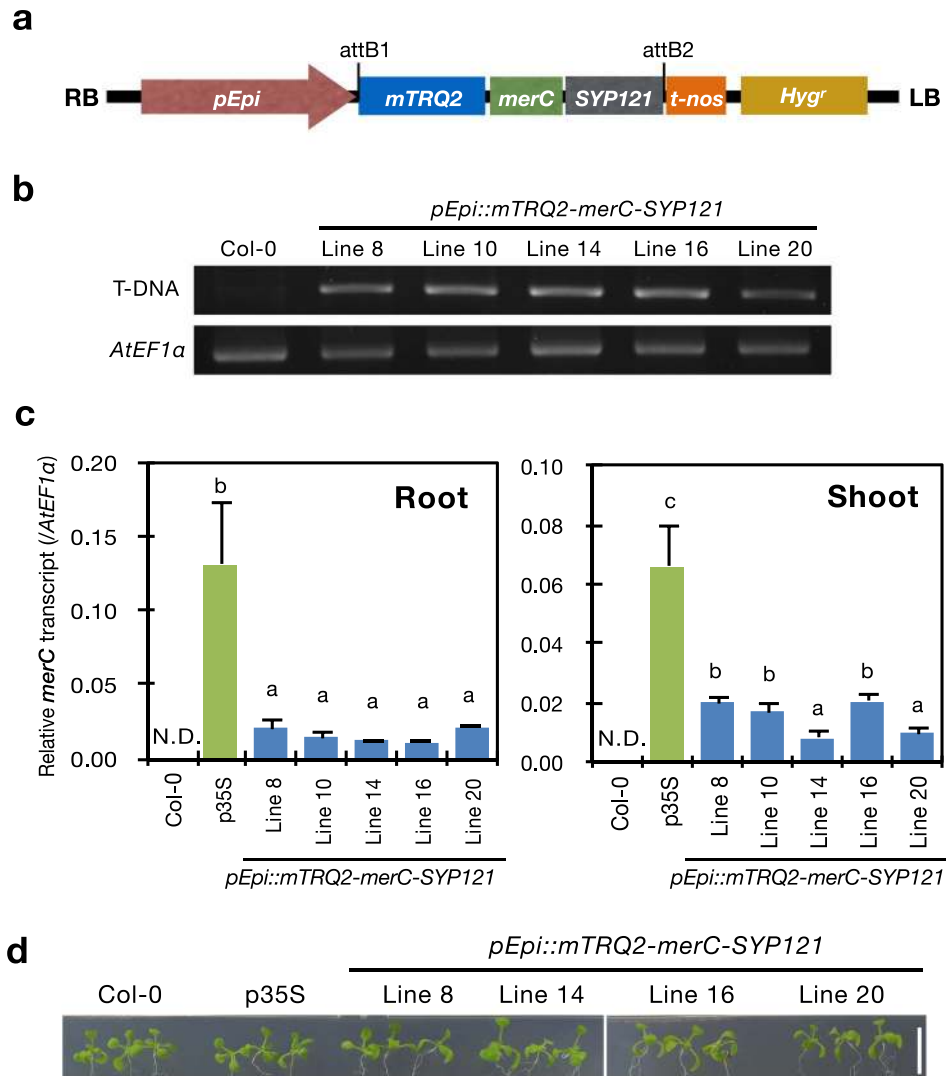 a
attB1 attB2
RB pEpi mTRQ2 merC SYP121 t-nos Hygʳ LB
b
pEpi::mTRQ2-merC-SYP121
Col-0 Line 8 Line 10 Line 14 Line 16 Line 20
T-DNA
AtEF1α
c
Relative merC transcript (/AtEF1α)
0.20
0.15
0.10
0.05
0.00
Root
N.D. b a a a a a
Col-0 p35S Line 8 Line 10 Line 14 Line 16 Line 20
pEpi::mTRQ2-merC-SYP121
0.10
0.08
0.06
0.04
0.02
0.00
Shoot
N.D. c b b a b a
Col-0 p35S Line 8 Line 10 Line 14 Line 16 Line 20
pEpi::mTRQ2-merC-SYP121
d
pEpi::mTRQ2-merC-SYP121
Col-0 p35S Line 8 Line 14 Line 16 Line 20